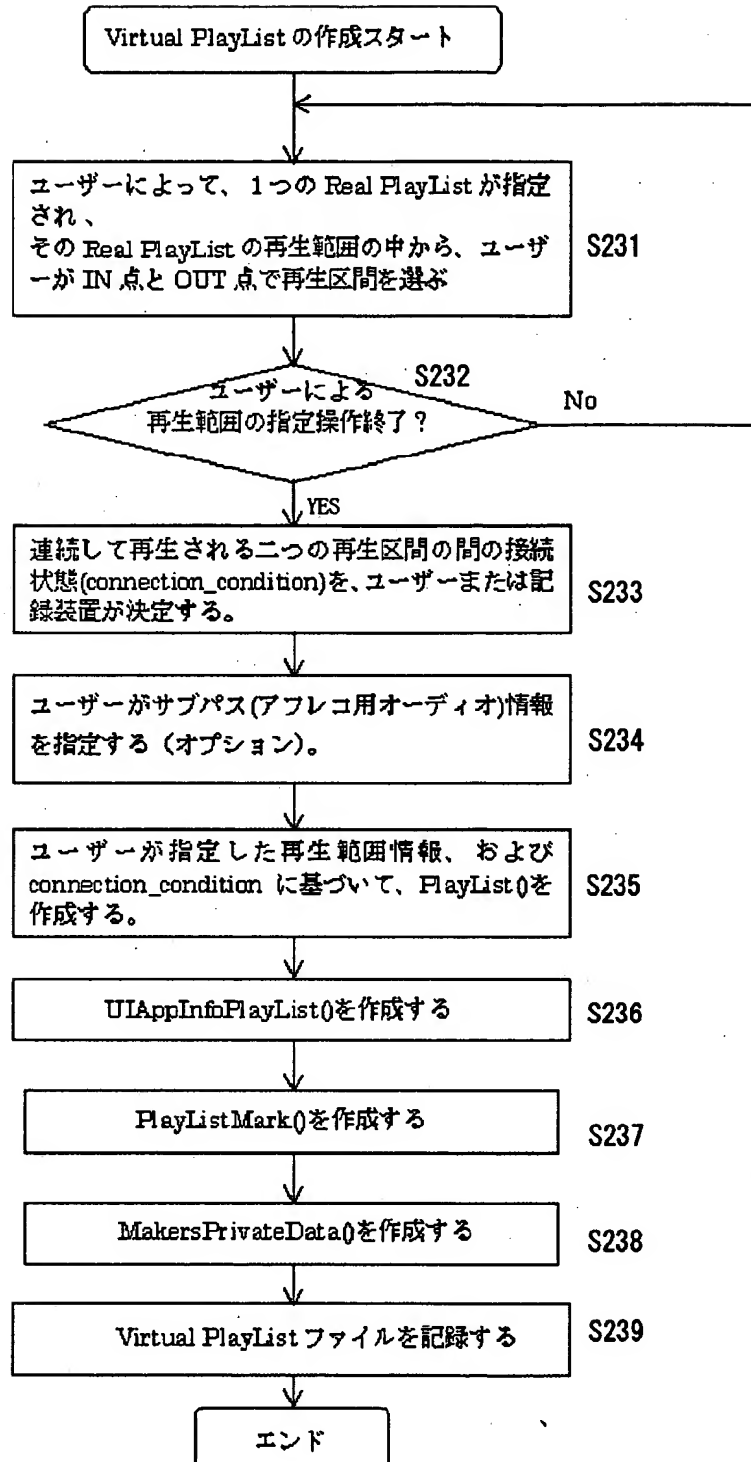 Virtual PlayList の作成スタート
ユーザーによって、1つの Real PlayList が指定
され、
その Real PlayList の再生範囲の中から、ユーザ
ーが IN 点と OUT 点で再生区間を選ぶ
S231
S232
ユーザーによる
再生範囲の指定操作終了？
No
YES
連続して再生される二つの再生区間の間の接続
状態(connection_condition)を、ユーザーまたは記
録装置が決定する。
S233
ユーザーがサブパス(アフレコ用オーディオ)情報
を指定する（オプション）。
S234
ユーザーが指定した再生範囲情報、および
connection_condition に基づいて、PlayList()を
作成する。
S235
UIAppInfoPlayList()を作成する
S236
PlayListMark()を作成する
S237
MakersPrivateData()を作成する
S238
Virtual PlayList ファイルを記録する
S239
エンド